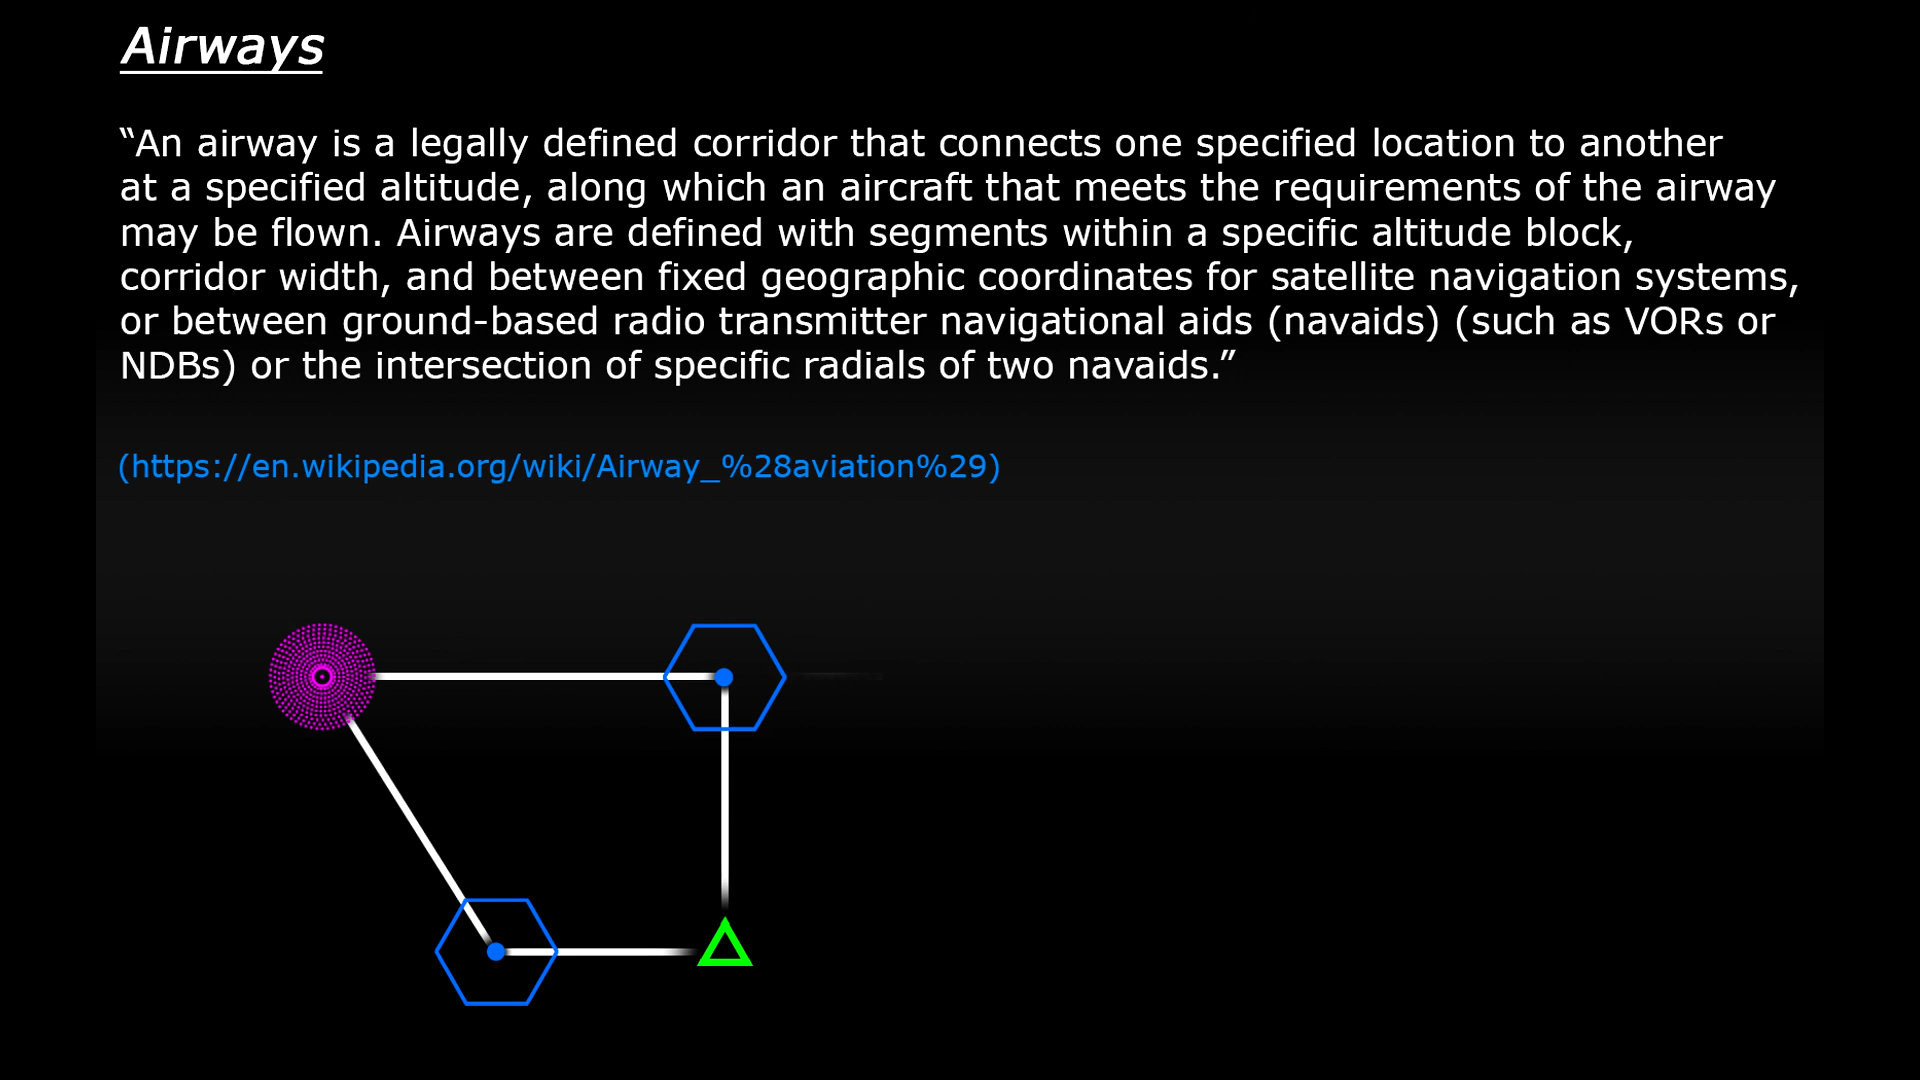 Airways
“An airway is a legally defined corridor that connects one specified location to another
at a specified altitude, along which an aircraft that meets the requirements of the airway
may be flown. Airways are defined with segments within a specific altitude block,
corridor width, and between fixed geographic coordinates for satellite navigation systems,
or between ground-based radio transmitter navigational aids (navaids) (such as VORs or
NDBs) or the intersection of specific radials of two navaids.”
(https://en.wikipedia.org/wiki/Airway_%28aviation%29)